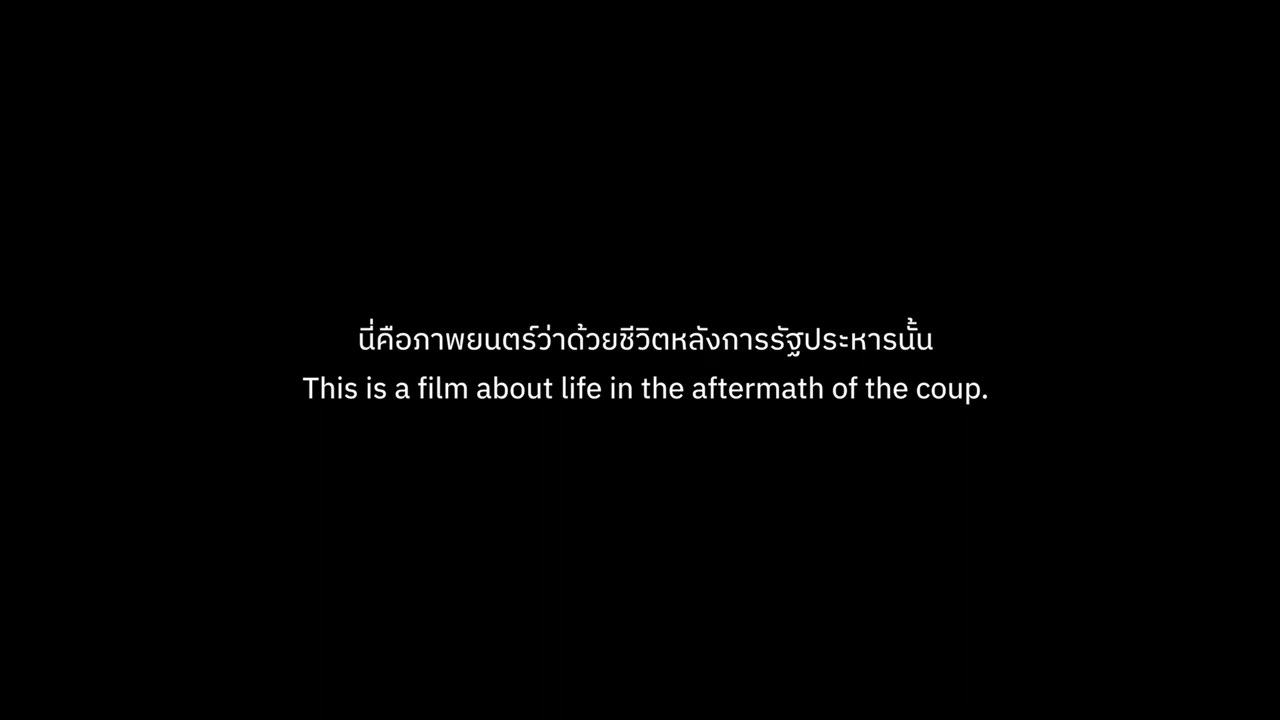 นี่คือภาพยนตร์ว่าด้วยชีวิตหลังการรัฐประหารนั้น
This is a film about life in the aftermath of the coup.